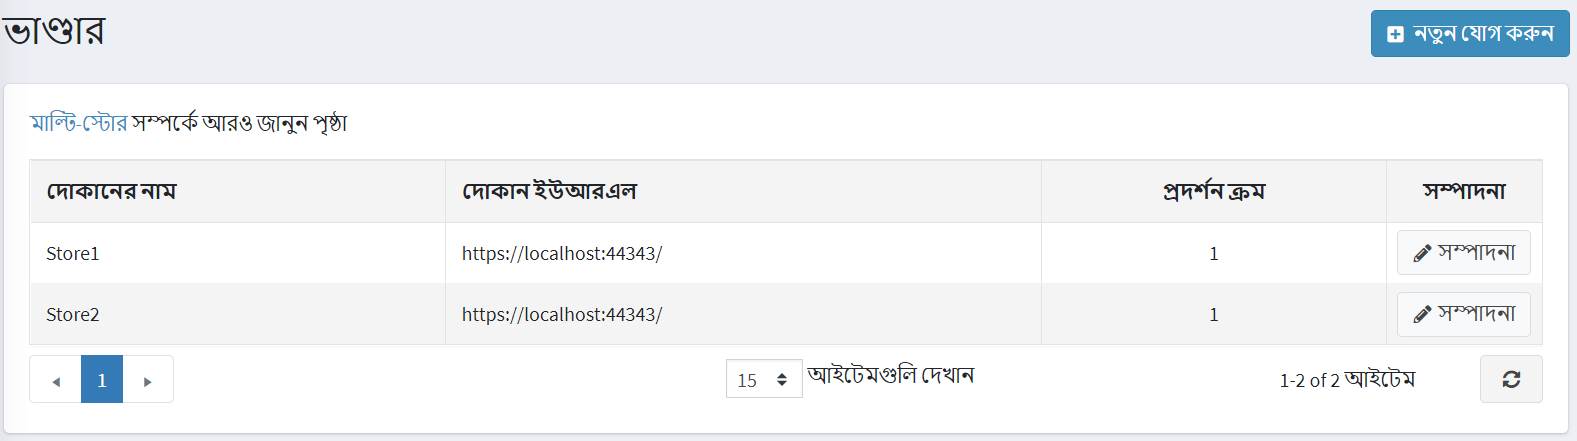 ভাণ্ডার
নতুন যোগ করুন
মাল্টি-স্টোর সম্পর্কে আরও জানুন পৃষ্ঠা
দোকানের নাম দোকান ইউআরএল প্রদর্শন ক্রম সম্পাদনা
Store1 https://localhost:44343/ 1 সম্পাদনা
Store2 https://localhost:44343/ 1 সম্পাদনা
1 15 আইটেমগুলি দেখান 1-2 of 2 আইটেম